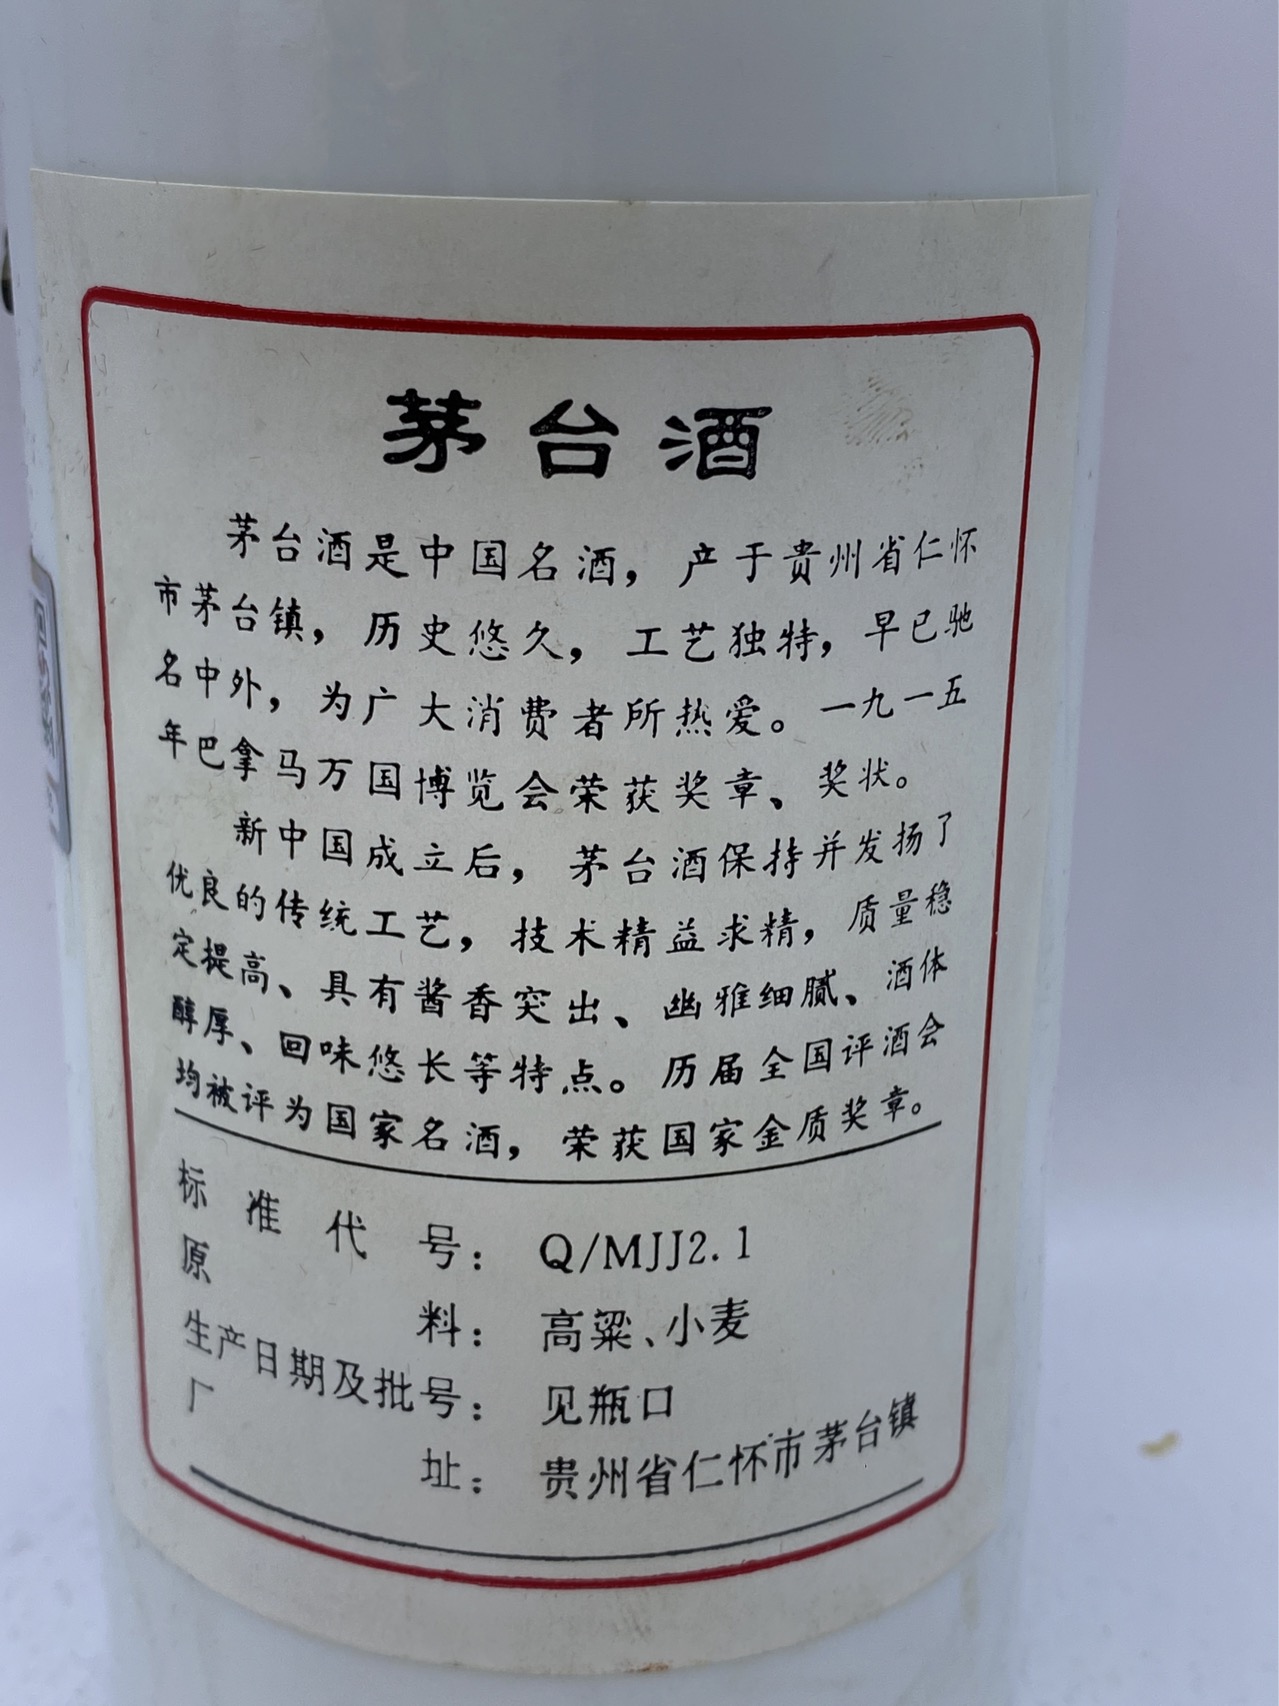 茅台酒
茅台酒是中国名酒，产于贵州省仁怀
市茅台镇，历史悠久，工艺独特，早已驰
名中外，为广大消费者所热爱。一九一五
年巴拿马万国博览会荣获奖章、奖状。
新中国成立后，茅台酒保持并发扬了
优良的传统工艺，技术精益求精，质量稳
定提高、具有酱香突出、幽雅细腻、酒体
醇厚、回味悠长等特点。历届全国评酒会
均被评为国家名酒，荣获国家金质奖章。
标准代号：Q/MJJ2.1
原料：高粱、小麦
生产日期及批号：见瓶口
厂址：贵州省仁怀市茅台镇